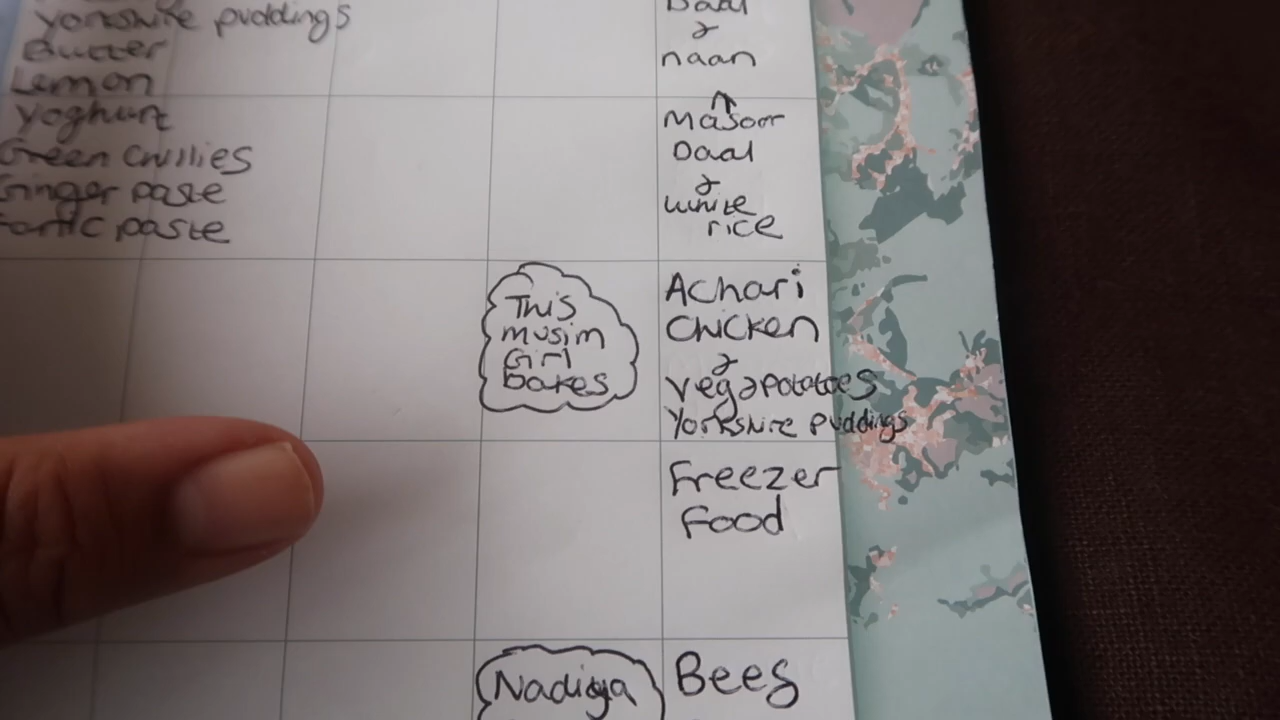 Yorkshire puddings
Butter
Lemon
Yoghurt
Green Chillies
Ginger paste
Garlic paste
Daal
&
naan
↑
Masoor
Daal
&
white
rice
This
muslim
Girl
bakes
Achari
Chicken
&
veg & potatoes
Yorkshire puddings
Freezer
Food
Nadiya